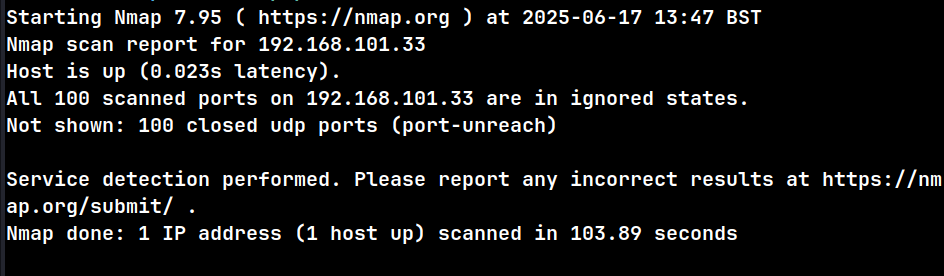 Starting Nmap 7.95 ( https://nmap.org ) at 2025-06-17 13:47 BST
Nmap scan report for 192.168.101.33
Host is up (0.023s latency).
All 100 scanned ports on 192.168.101.33 are in ignored states.
Not shown: 100 closed udp ports (port-unreach)
Service detection performed. Please report any incorrect results at https://nm
ap.org/submit/ .
Nmap done: 1 IP address (1 host up) scanned in 103.89 seconds